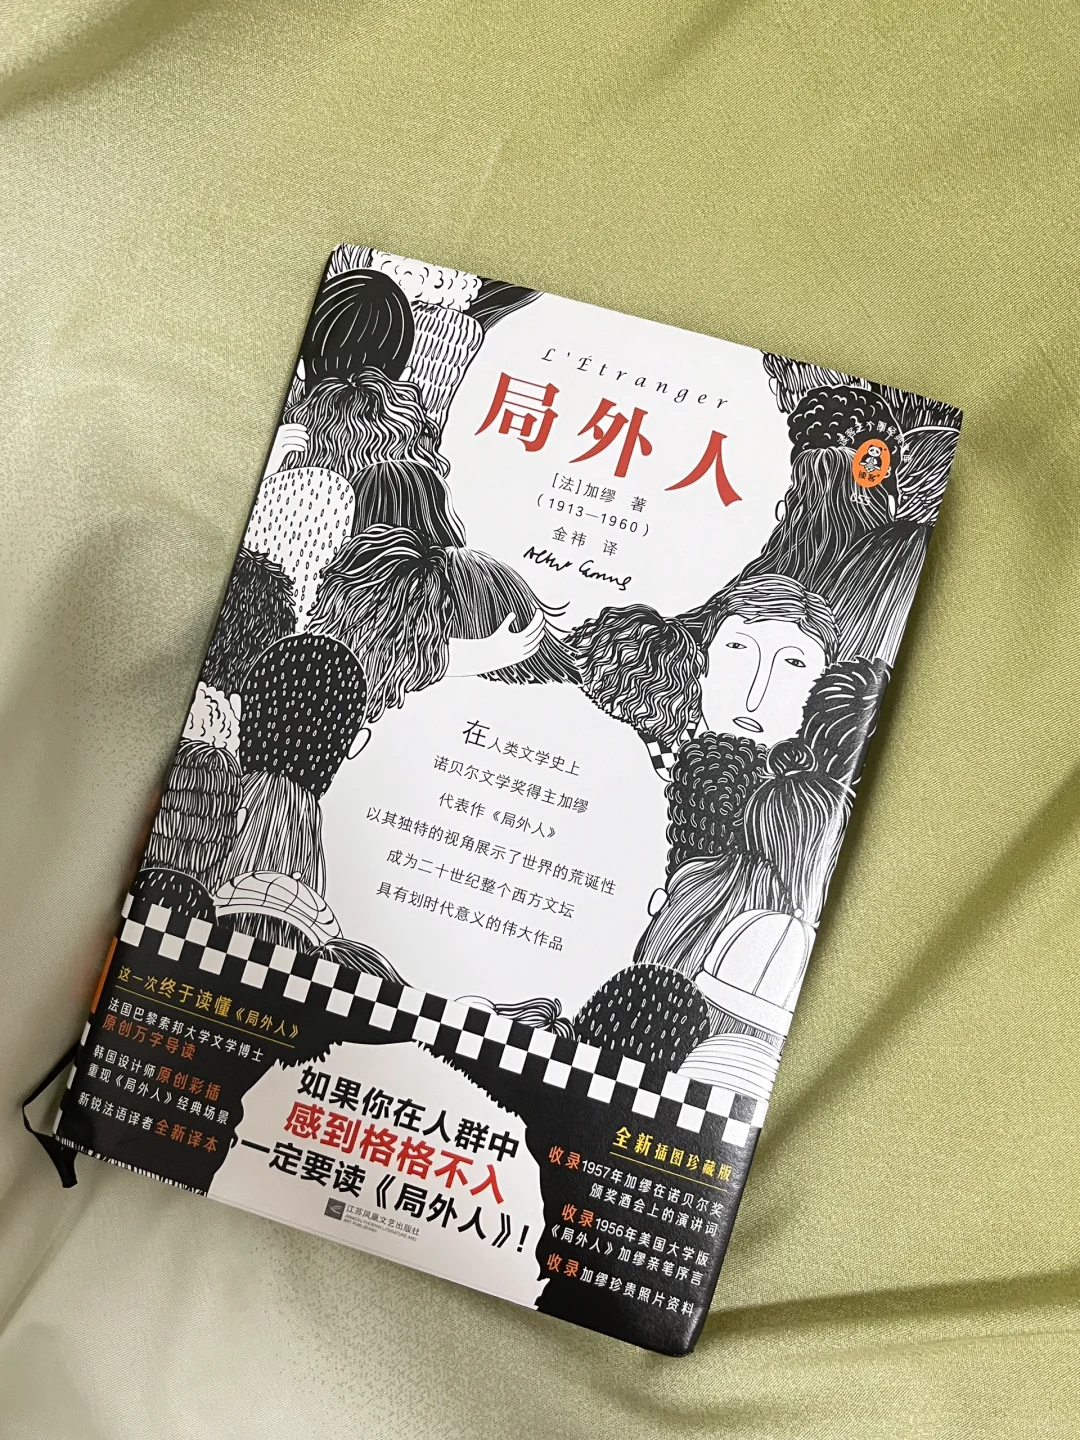 L'Étranger
局外人
[法]加缪 著
(1913—1960)
金祎 译
Albert Camus
读客
在人类文学史上
诺贝尔文学奖得主加缪
代表作《局外人》
以其独特的视角展示了世界的荒诞性
成为二十世纪整个西方文坛
具有划时代意义的伟大作品
这一次终于读懂《局外人》
法国巴黎索邦大学文学博士
原创万字导读
韩国设计师原创彩插
重现《局外人》经典场景
新锐法语译者全新译本
如果你在人群中
感到格格不入
一定要读《局外人》!
江苏凤凰文艺出版社
JIANGSU PHOENIX LITERATURE AND
ART PUBLISHING
全新插图珍藏版
收录1957年加缪在诺贝尔奖
颁奖酒会上的演讲词
收录1956年美国大学版
《局外人》加缪亲笔序言
收录加缪珍贵照片资料